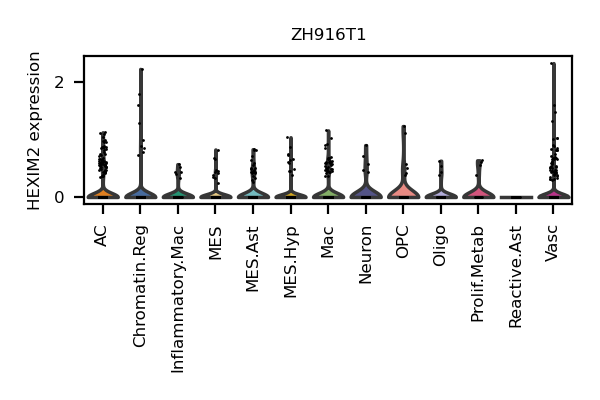 ZH916T1
HEXIM2 expression
2
0
AC
Chromatin.Reg
Inflammatory.Mac
MES
MES.Ast
MES.Hyp
Mac
Neuron
OPC
Oligo
Prolif.Metab
Reactive.Ast
Vasc